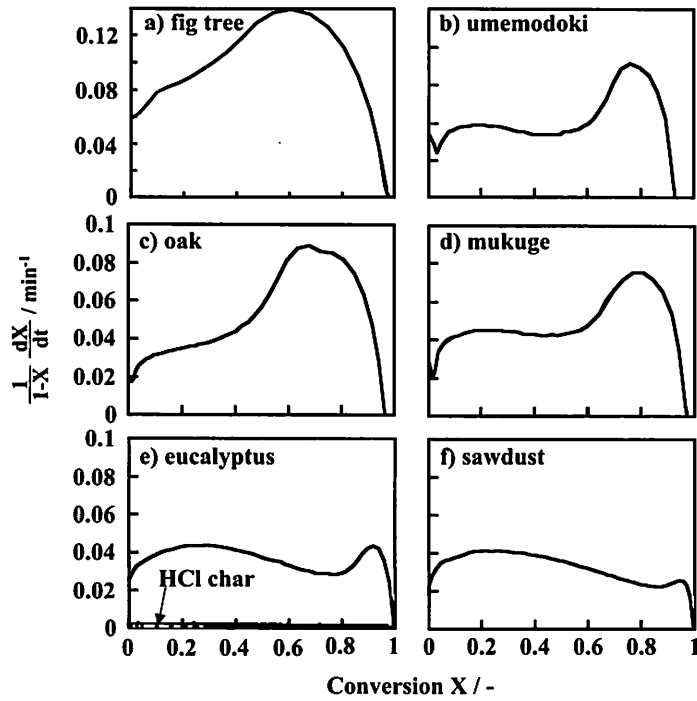 a) fig tree
b) umemodoki
0.12
0.08
0.04
0
c) oak
d) mukuge
0.1
0.08
0.06
0.04
0.02
0
e) eucalyptus
f) sawdust
0.1
0.08
0.06
0.04
0.02
0
HCl char
0 0.2 0.4 0.6 0.8 1 0 0.2 0.4 0.6 0.8 1
Conversion X / -
1/1-X dX/dt / min⁻¹